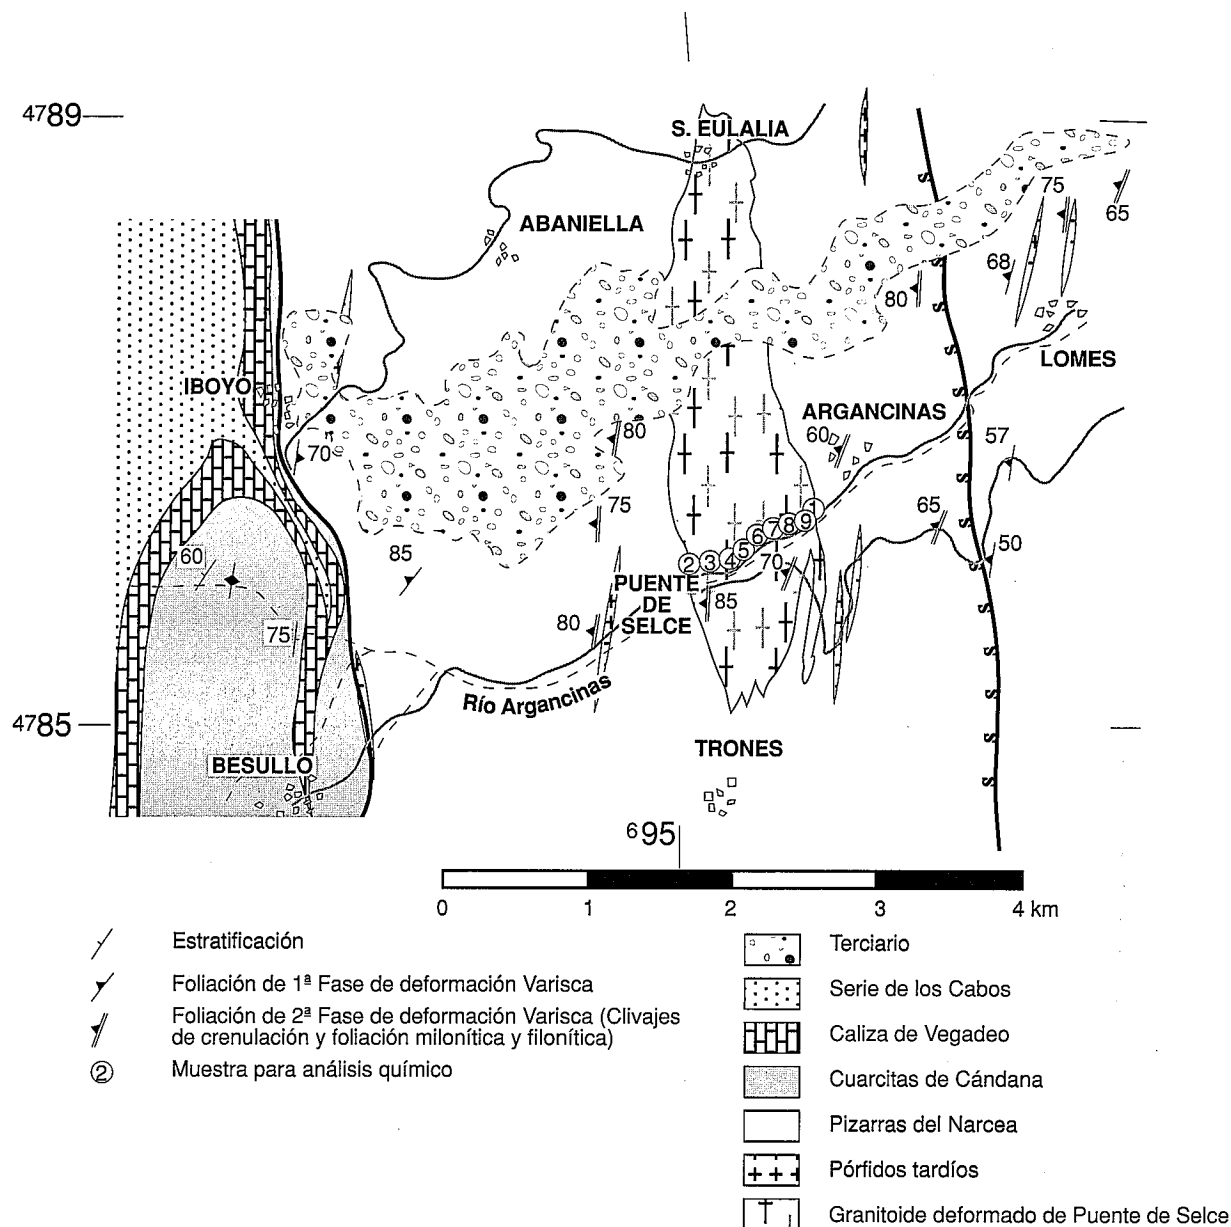 4789
S. EULALIA
75
65
ABANIELLA
68
80
IBOYO
LOMES
ARGANCINAS
80
60
70
57
75
65
9
8
7
6
5
4
3
2
60
85
50
70
PUENTE
DE
SELCE
85
80
75
Río Argancinas
4785
TRONES
BESULLO
695
0 1 2 3 4 km
Estratificación
Foliación de 1ª Fase de deformación Varisca
Foliación de 2ª Fase de deformación Varisca (Clivajes
de crenulación y foliación milonítica y filonítica)
2 Muestra para análisis químico
Terciario
Serie de los Cabos
Caliza de Vegadeo
Cuarcitas de Cándana
Pizarras del Narcea
Pórfidos tardíos
Granitoide deformado de Puente de Selce